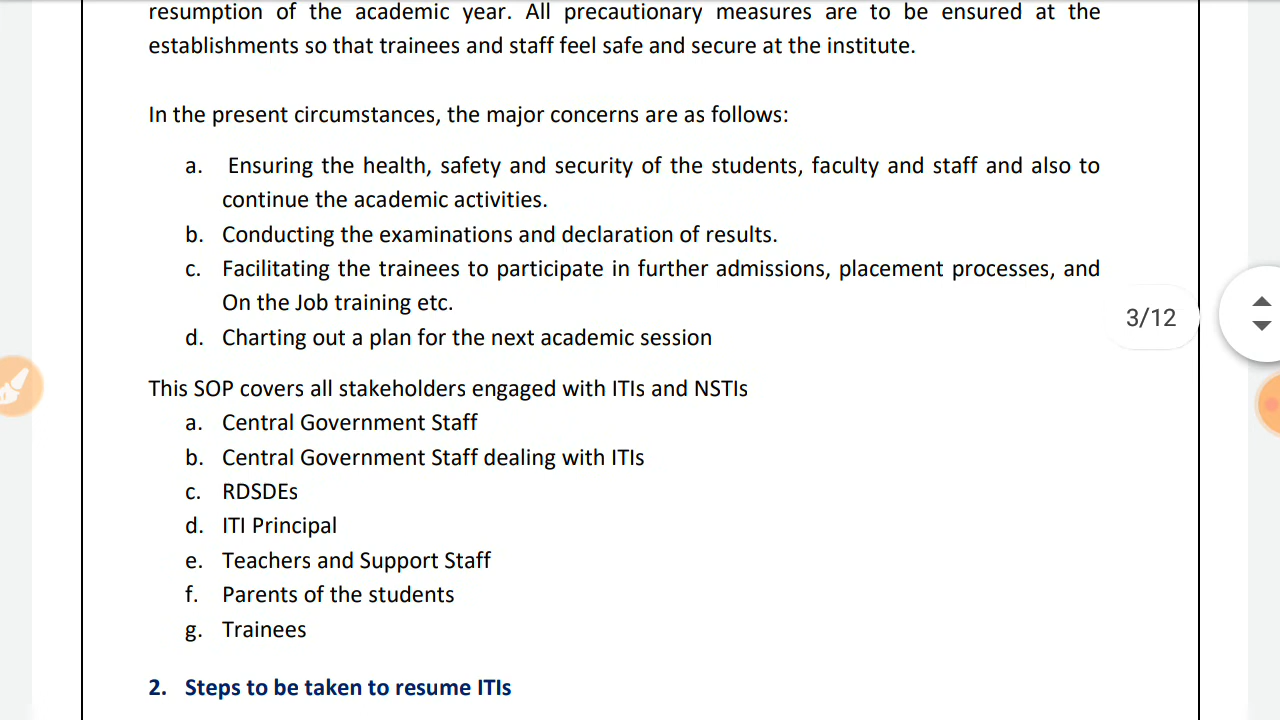 resumption of the academic year. All precautionary measures are to be ensured at the
establishments so that trainees and staff feel safe and secure at the institute.
In the present circumstances, the major concerns are as follows:
a. Ensuring the health, safety and security of the students, faculty and staff and also to
continue the academic activities.
b. Conducting the examinations and declaration of results.
c. Facilitating the trainees to participate in further admissions, placement processes, and
On the Job training etc.
d. Charting out a plan for the next academic session
3/12
This SOP covers all stakeholders engaged with ITIs and NSTIs
a. Central Government Staff
b. Central Government Staff dealing with ITIs
c. RDSDEs
d. ITI Principal
e. Teachers and Support Staff
f. Parents of the students
g. Trainees
2. Steps to be taken to resume ITIs